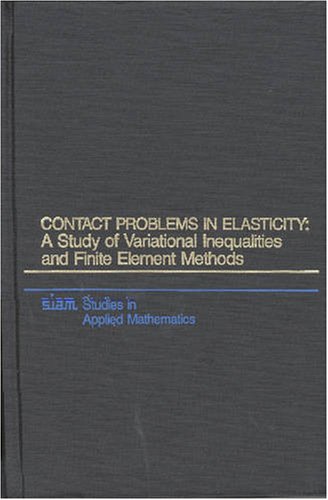 CONTACT PROBLEMS IN ELASTICITY:
A Study of Variational Inequalities
and Finite Element Methods
siam Studies in
Applied Mathematics